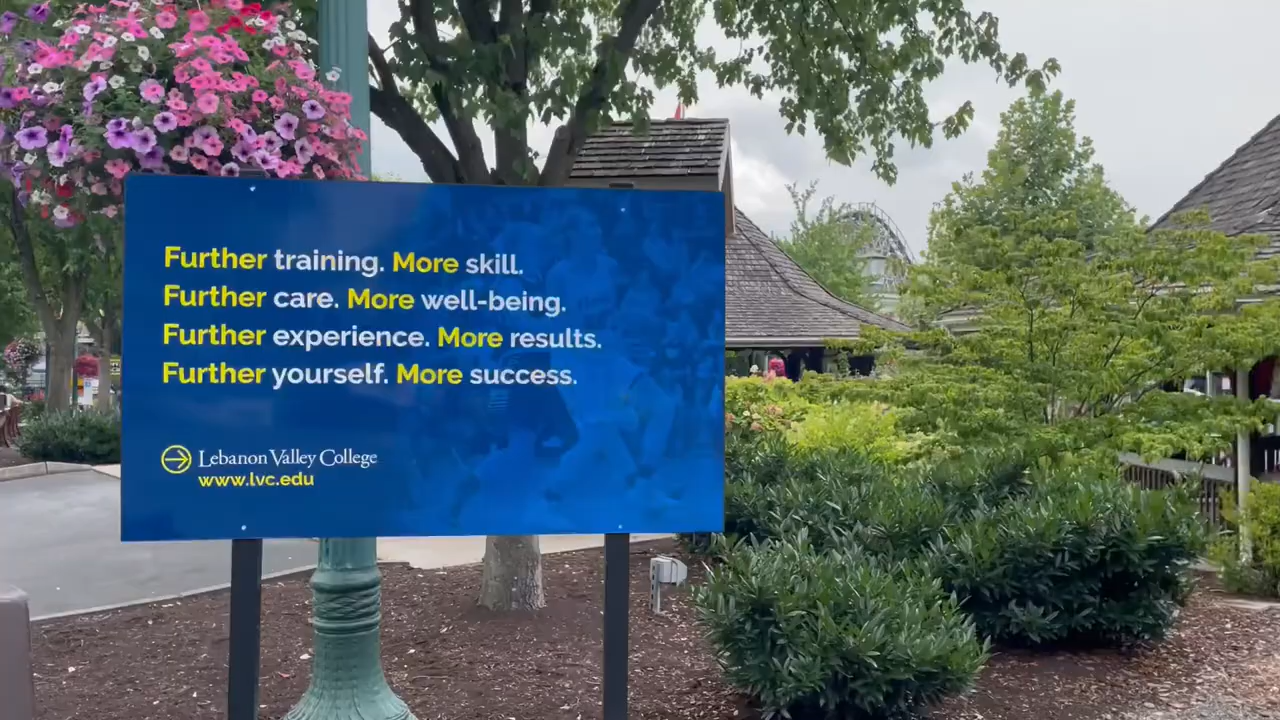 Further training. More skill.
Further care. More well-being.
Further experience. More results.
Further yourself. More success.
Lebanon Valley College
www.lvc.edu